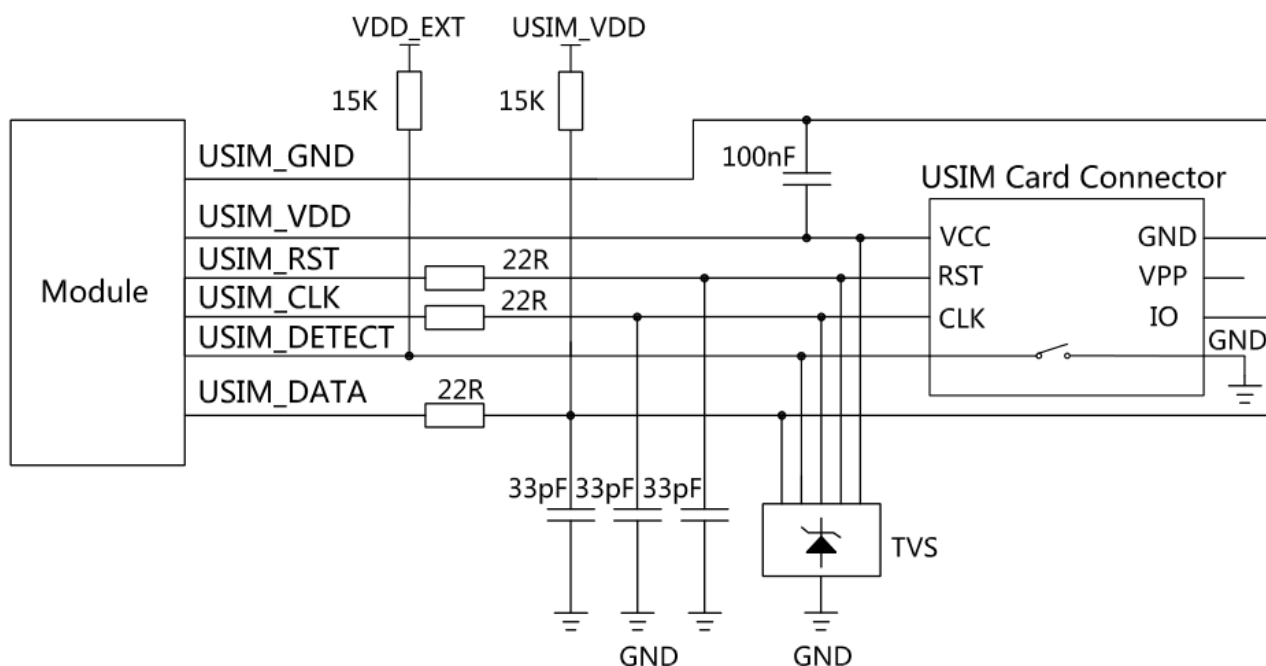 VDD_EXT USIM_VDD
15K 15K
USIM_GND
100nF
USIM Card Connector
USIM_VDD
VCC GND
USIM_RST 22R
RST VPP
Module
USIM_CLK 22R
CLK IO
USIM_DETECT
GND
USIM_DATA 22R
33pF 33pF 33pF
TVS
GND GND